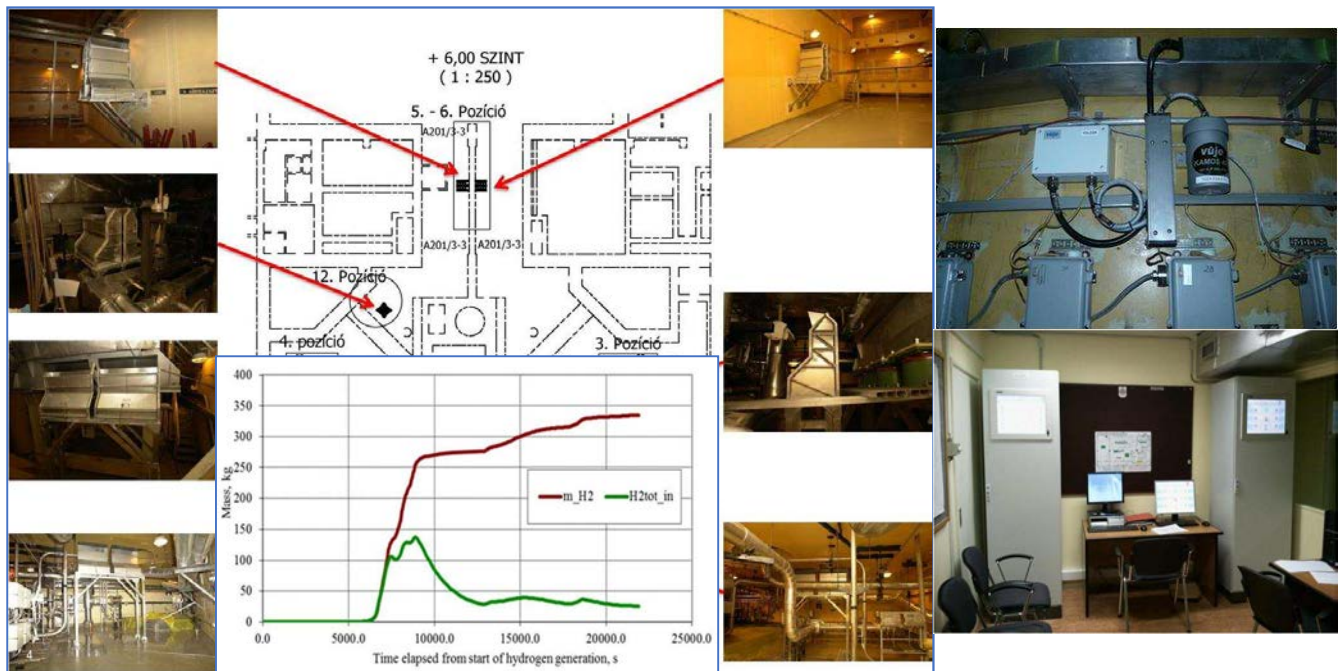 + 6,00 SZINT
( 1 : 250 )
5. - 6. Pozíció
A201/3-3
A201/3-3
A201/3-3
12. Pozíció
4. pozíció
3. Pozíció
400
350
300
250
200
150
100
50
0
Mass, kg
m_H2
H2tot_in
0.0
5000.0
10000.0
15000.0
20000.0
25000.0
Time elapsed from start of hydrogen generation, s
4
vúje